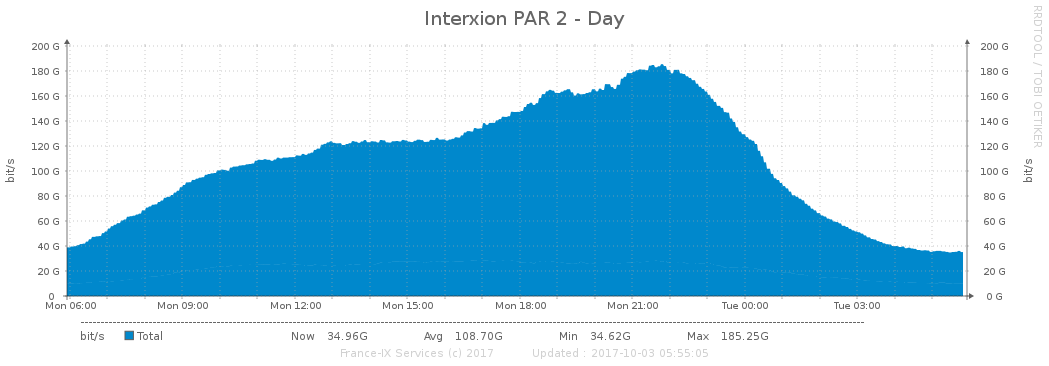 Interxion PAR 2 - Day
RRDTOOL / TOBI OETIKER
200 G 200 G
180 G 180 G
160 G 160 G
140 G 140 G
120 G 120 G
100 G 100 G
80 G 80 G
60 G 60 G
40 G 40 G
20 G 20 G
0 0 G
bit/s
bit/s
Mon 06:00 Mon 09:00 Mon 12:00 Mon 15:00 Mon 18:00 Mon 21:00 Tue 00:00 Tue 03:00
bit/s Total Now 34.96G Avg 108.70G Min 34.62G Max 185.25G
France-IX Services (c) 2017 Updated : 2017-10-03 05:55:05